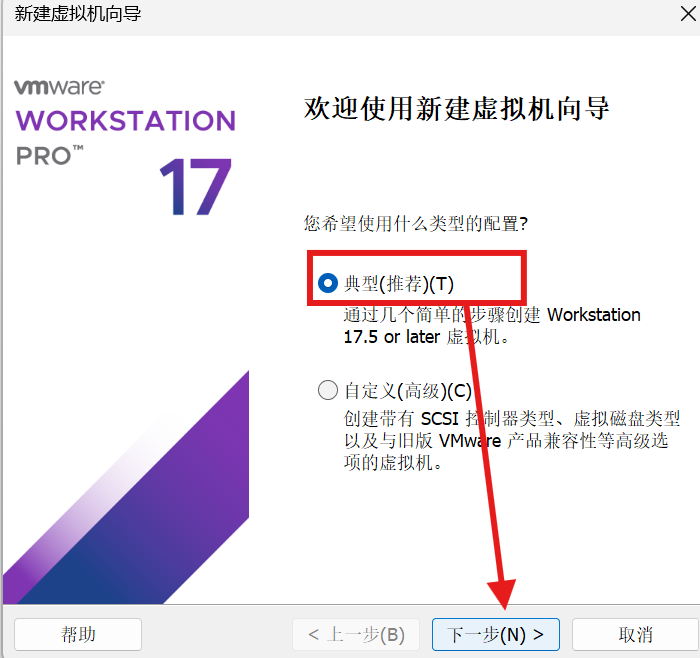 新建虚拟机向导
vmware
WORKSTATION
PRO™
17
欢迎使用新建虚拟机向导
您希望使用什么类型的配置?
典型(推荐)(T)
通过几个简单的步骤创建 Workstation
17.5 or later 虚拟机。
自定义(高级)(C)
创建带有 SCSI 控制器类型、虚拟磁盘类型
以及与旧版 VMware 产品兼容性等高级选
项的虚拟机。
帮助
< 上一步(B)
下一步(N) >
取消